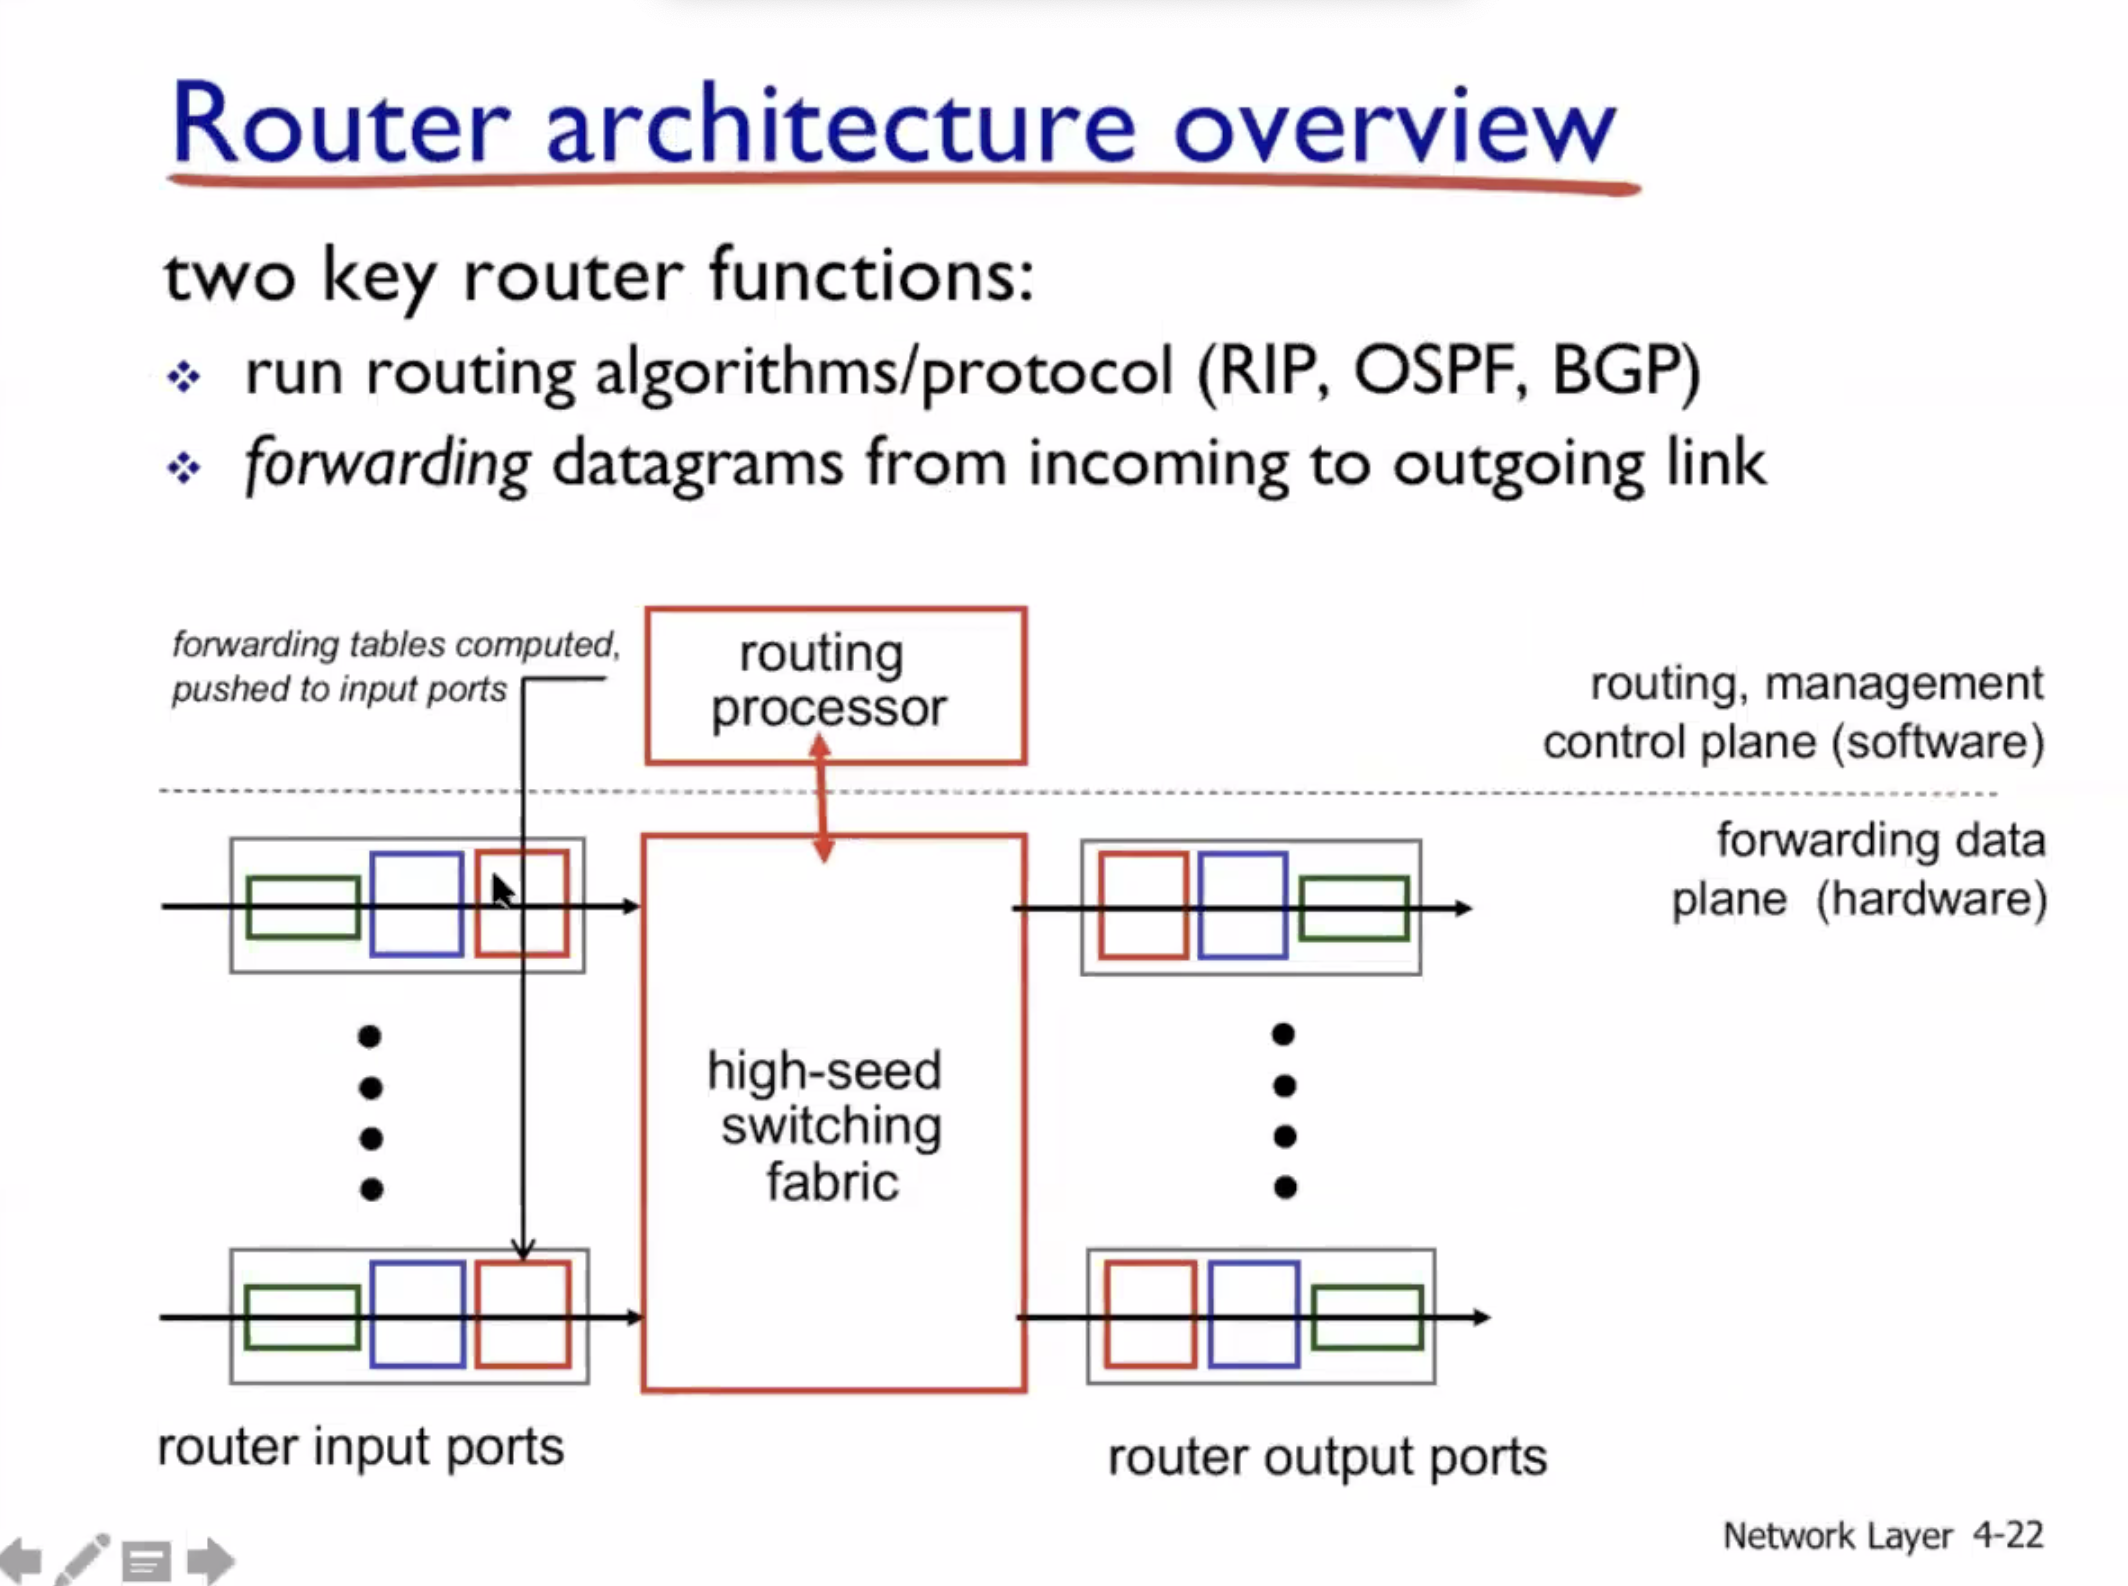 Router architecture overview
two key router functions:
run routing algorithms/protocol (RIP, OSPF, BGP)
forwarding datagrams from incoming to outgoing link
forwarding tables computed,
pushed to input ports
routing
processor
routing, management
control plane (software)
forwarding data
plane (hardware)
high-seed
switching
fabric
router input ports
router output ports
Network Layer 4-22